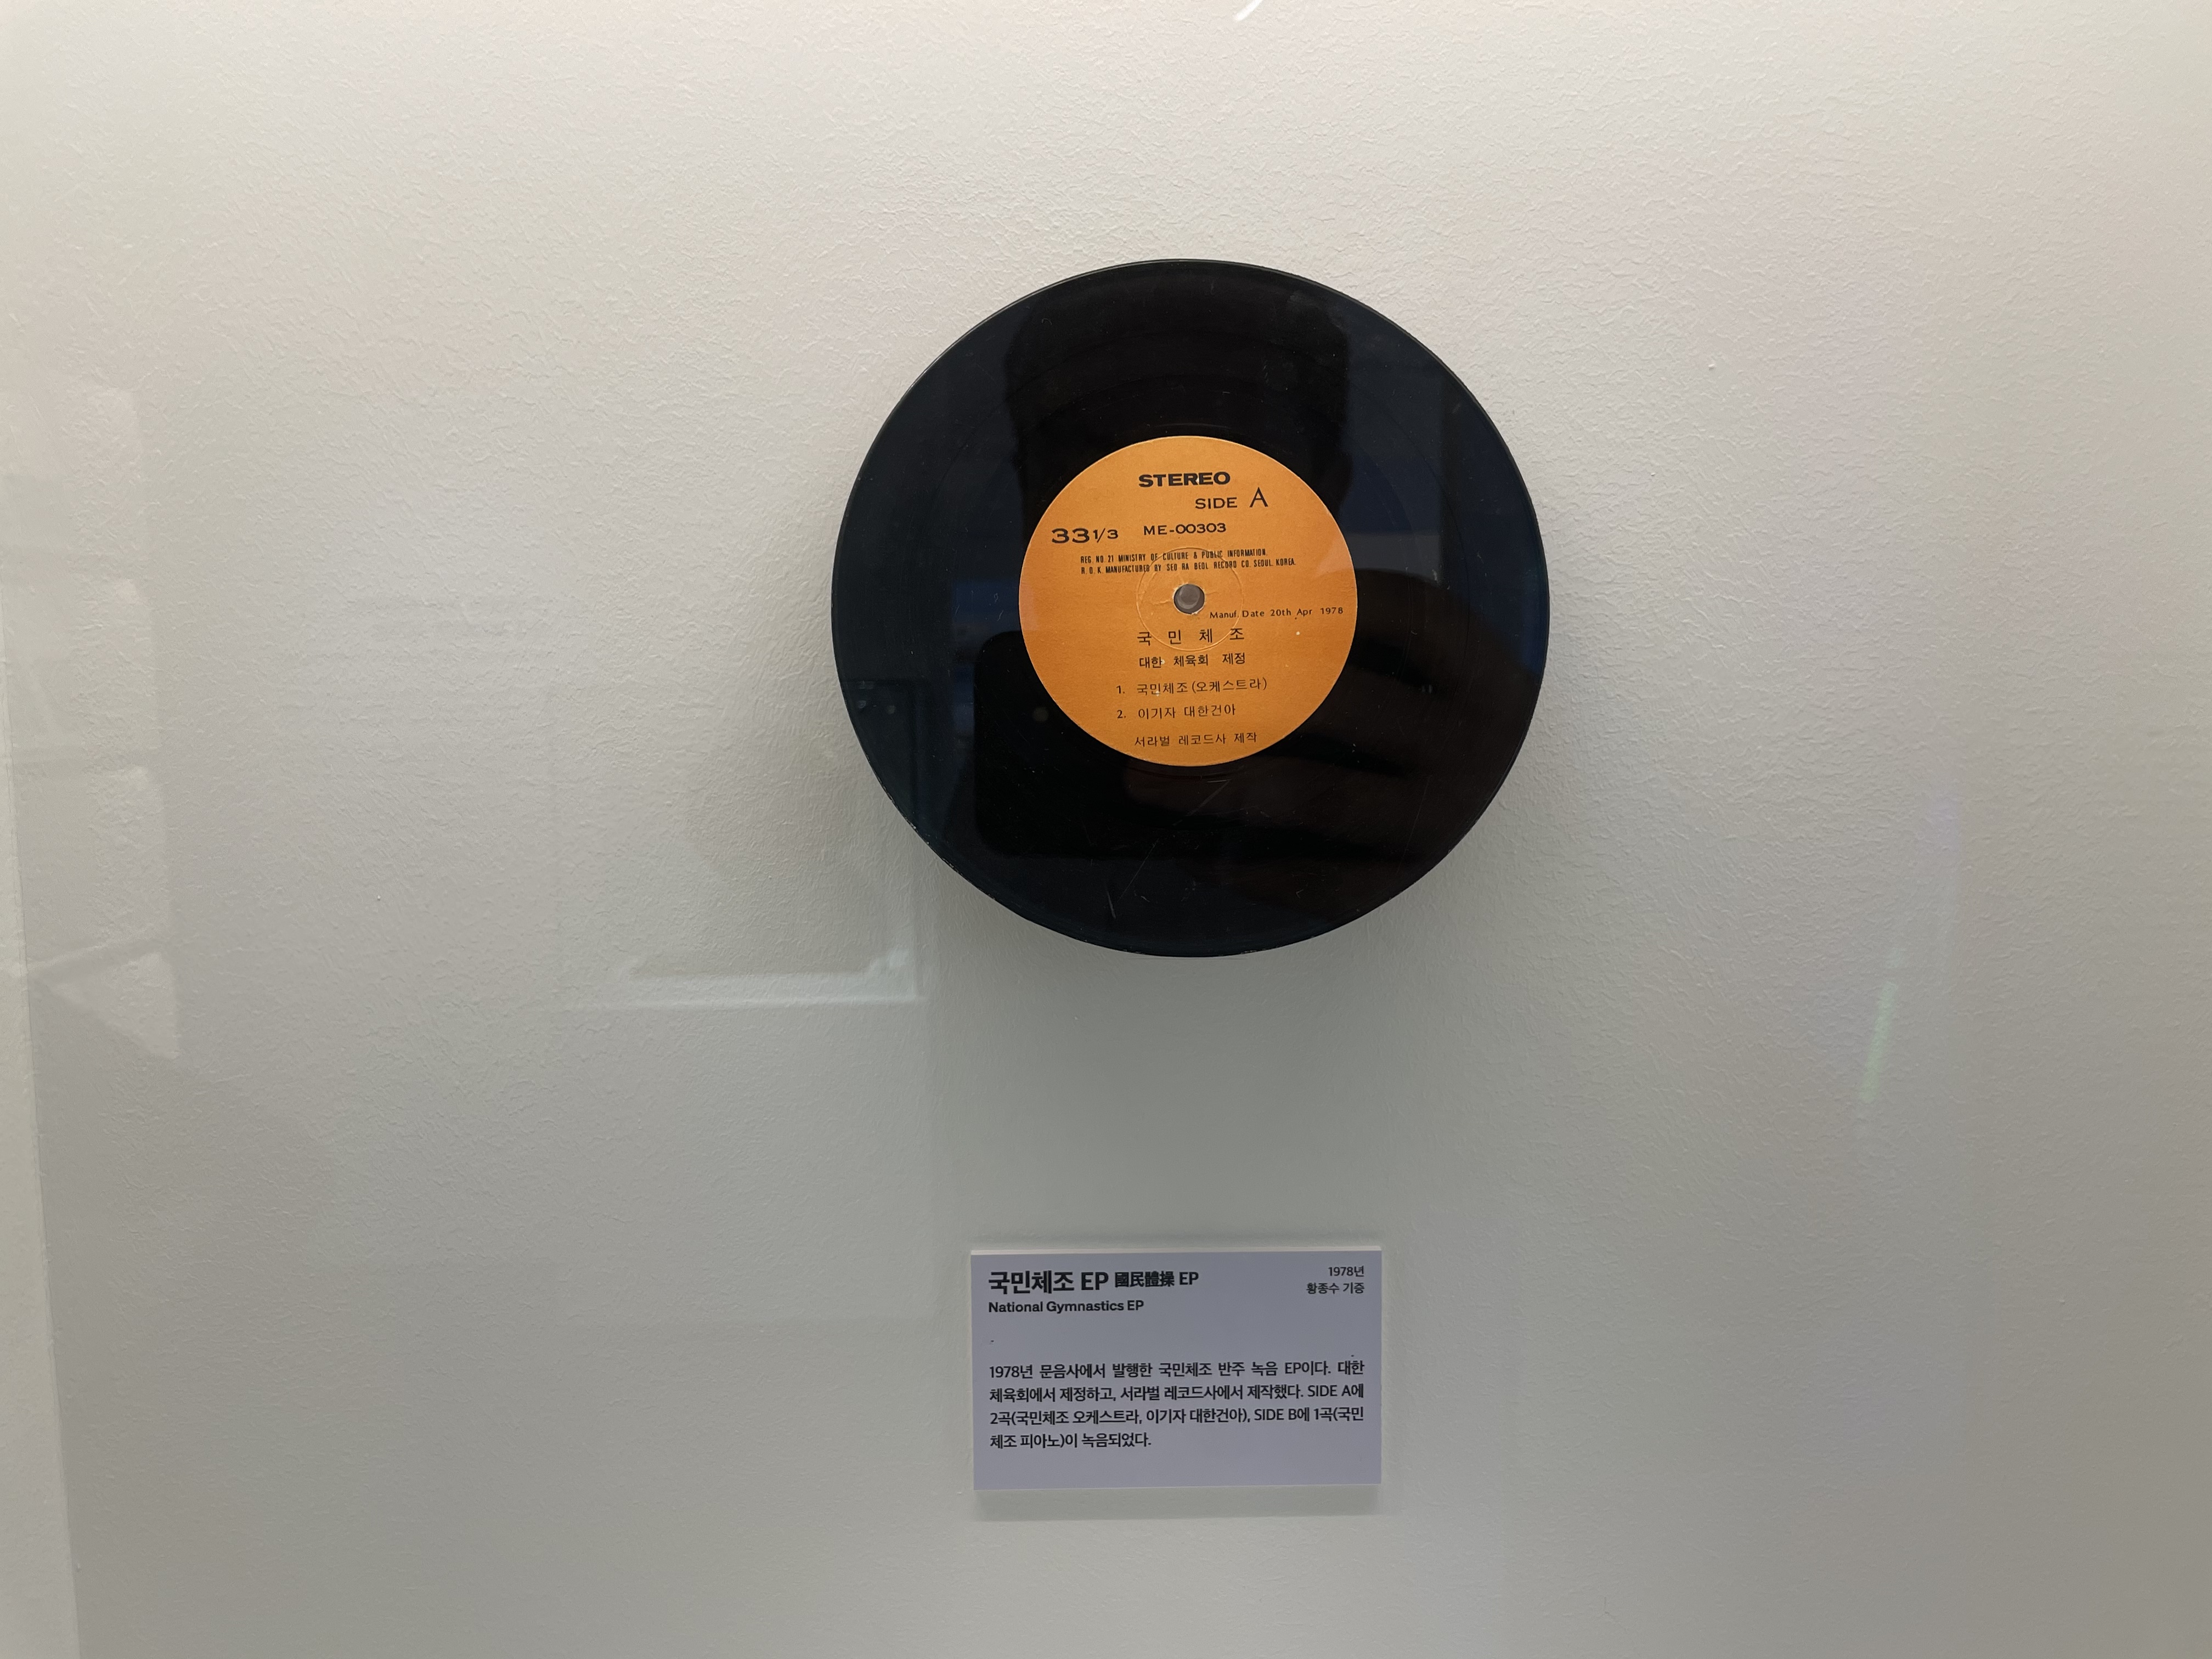 STEREO
SIDE A
33 1/3 ME-00303
REG. NO. 21 MINISTRY OF CULTURE & PUBLIC INFORMATION.
R. O. K. MANUFACTURED BY SEO RA BEOL RECORD CO. SEOUL, KOREA.
Manuf. Date 20th Apr 1978
국 민 체 조
대한 체육회 제정
1. 국민체조(오케스트라)
2. 이기자 대한건아
서라벌 레코드사 제작
국민체조 EP 國民體操 EP
National Gymnastics EP
1978년
황종수 기증
1978년 문음사에서 발행한 국민체조 반주 녹음 EP이다. 대한
체육회에서 제정하고, 서라벌 레코드사에서 제작했다. SIDE A에
2곡(국민체조 오케스트라, 이기자 대한건아), SIDE B에 1곡(국민
체조 피아노)이 녹음되었다.